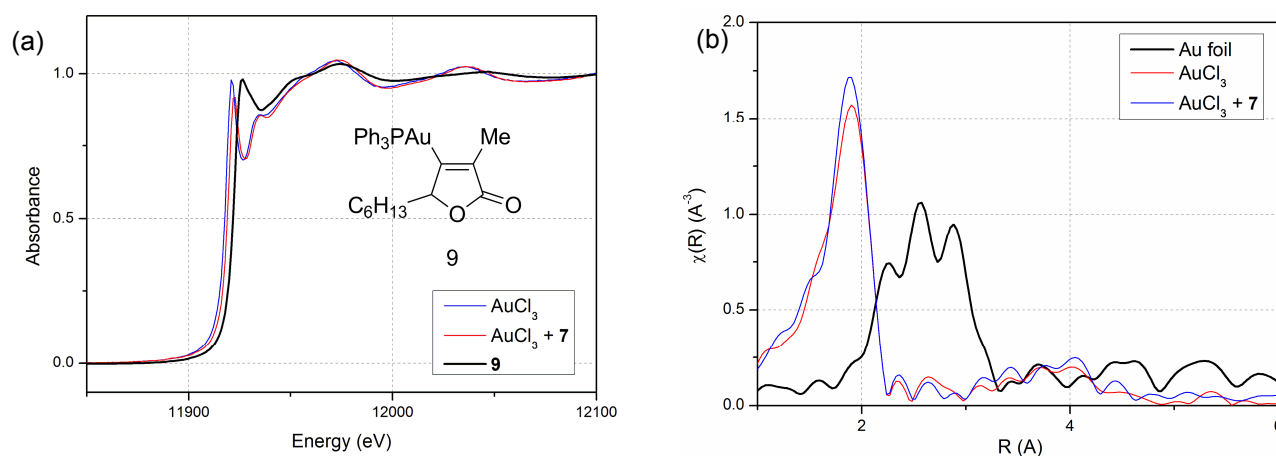 (a)
Absorbance
1.0
0.5
0.0
Ph₃PAu
Me
C₆H₁₃
O
O
9
AuCl₃
AuCl₃ + 7
9
11900
12000
12100
Energy (eV)
(b)
χ(R) (A⁻³)
2.0
1.5
1.0
0.5
0.0
Au foil
AuCl₃
AuCl₃ + 7
2
4
6
R (A)